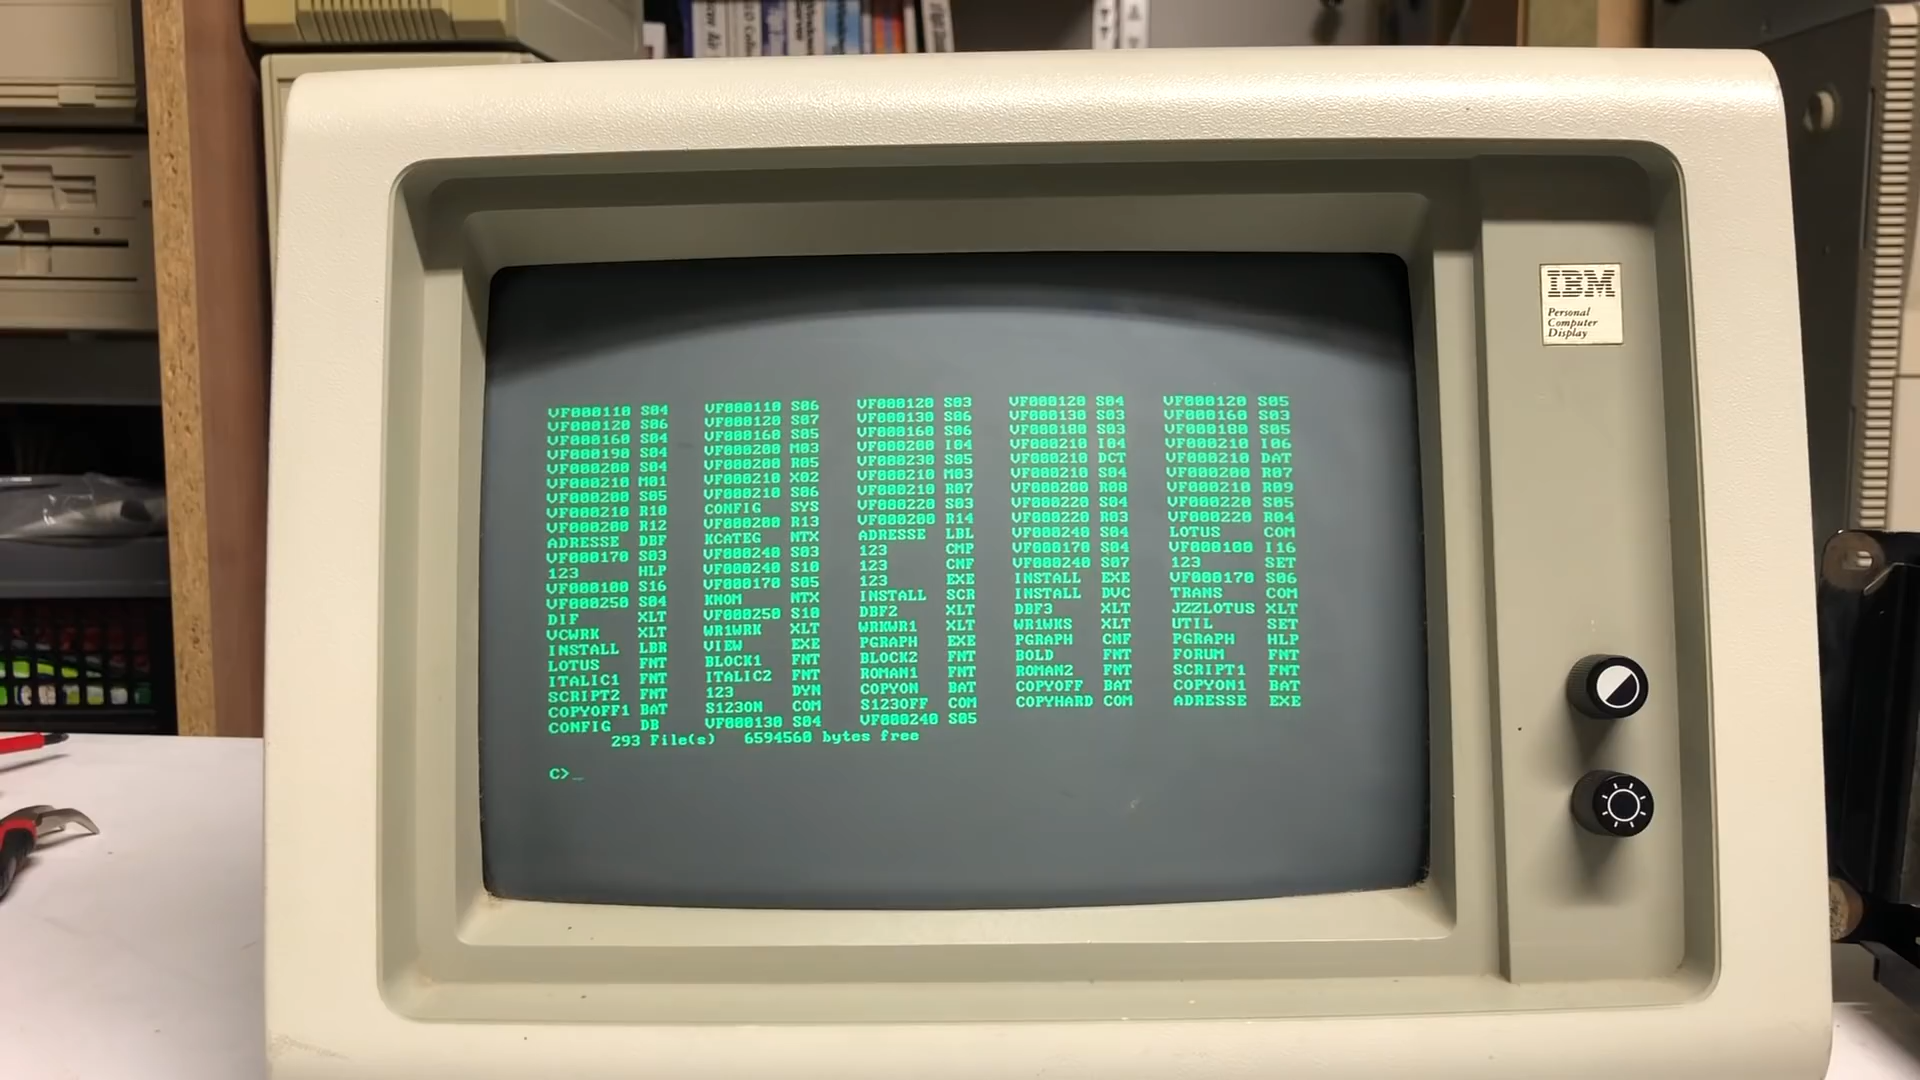 IBM
Personal
Computer
Display
VF000110 S04 VF000110 S06 VF000120 S03 VF000120 S04 VF000120 S05
VF000120 S06 VF000120 S07 VF000130 S06 VF000130 S03 VF000160 S03
VF000160 S04 VF000160 S05 VF000160 S06 VF000180 S03 VF000180 S05
VF000190 S04 VF000200 M03 VF000200 I04 VF000210 I04 VF000210 I06
VF000200 S04 VF000200 R05 VF000230 S05 VF000210 DCT VF000210 DAT
VF000210 M01 VF000210 X02 VF000210 M03 VF000210 S04 VF000200 R07
VF000200 S05 VF000210 S06 VF000210 R07 VF000200 R08 VF000210 R09
VF000210 R10 CONFIG SYS VF000220 S03 VF000220 S04 VF000220 S05
VF000200 R12 VF000200 R13 VF000200 R14 VF000220 R03 VF000220 R04
ADRESSE DBF KCATEG NTX ADRESSE LBL VF000240 S04 LOTUS COM
VF000170 S03 VF000240 S03 123 CMP VF000170 S04 VF000100 I16
123 HLP VF000240 S10 123 CNF VF000240 S07 123 SET
VF000100 S16 VF000170 S05 123 EXE INSTALL EXE VF000170 S06
VF000250 S04 KNOM NTX INSTALL SCR INSTALL DVC TRANS COM
DIF XLT VF000250 S10 DBF2 XLT DBF3 XLT JZZLOTUS XLT
VCWRK XLT WR1WRK XLT WRKWR1 XLT WR1WKS XLT UTIL SET
INSTALL LBR VIEW EXE PGRAPH EXE PGRAPH CNF PGRAPH HLP
LOTUS FNT BLOCK1 FNT BLOCK2 FNT BOLD FNT FORUM FNT
ITALIC1 FNT ITALIC2 FNT ROMAN1 FNT ROMAN2 FNT SCRIPT1 FNT
SCRIPT2 FNT 123 DYN COPYON BAT COPYOFF BAT COPYON1 BAT
COPYOFF1 BAT S123ON COM S123OFF COM COPYHARD COM ADRESSE EXE
CONFIG DB VF000130 S04 VF000240 S05
293 File(s) 6594560 bytes free
C>_